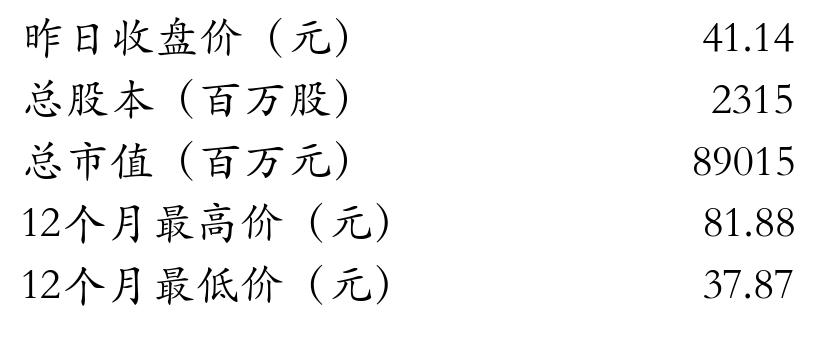 昨日收盘价（元） 41.14
总股本（百万股） 2315
总市值（百万元） 89015
12个月最高价（元） 81.88
12个月最低价（元） 37.87